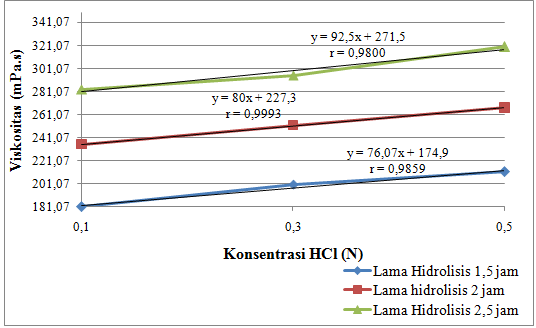 341,07
321,07
301,07
281,07
261,07
241,07
221,07
201,07
181,07
Viskositas (mPa.s)
y = 92,5x + 271,5
r = 0,9800
y = 80x + 227,3
r = 0,9993
y = 76,07x + 174,9
r = 0,9859
0,1
0,3
0,5
Konsentrasi HCl (N)
Lama Hidrolisis 1,5 jam
Lama hidrolisis 2 jam
Lama Hidrolisis 2,5 jam